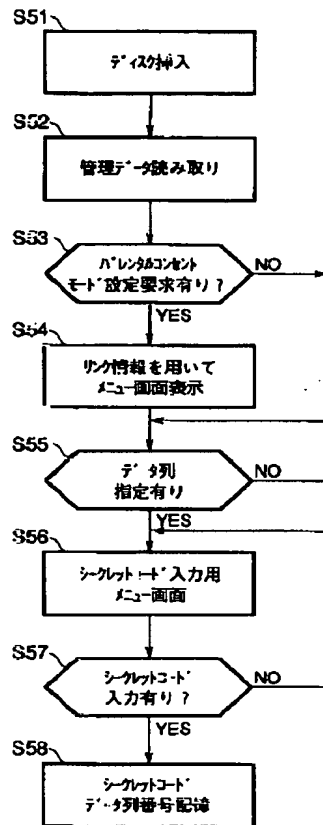 S51
ディスク挿入
S52
管理データ読み取り
S53
パレンタルコンセント
モード設定要求有り?
NO
YES
S54
リンク情報を用いて
メニュー画面表示
S55
データ列
指定有り
NO
YES
S56
シークレットコード入力用
メニュー画面
S57
シークレットコード
入力有り?
NO
YES
S58
シークレットコード
データ列番号記憶